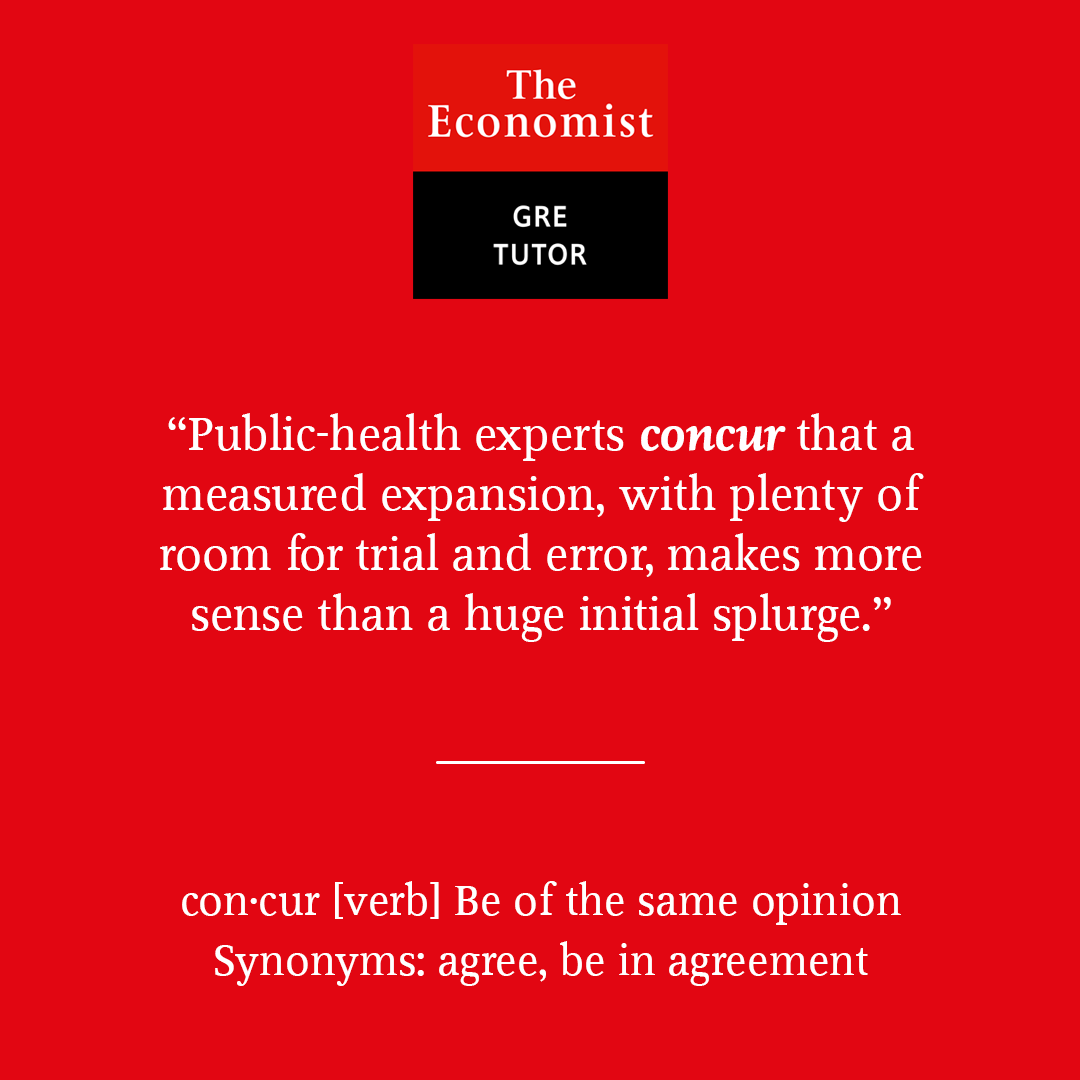 The
Economist
GRE
TUTOR
“Public-health experts concur that a
measured expansion, with plenty of
room for trial and error, makes more
sense than a huge initial splurge.”
con·cur [verb] Be of the same opinion
Synonyms: agree, be in agreement